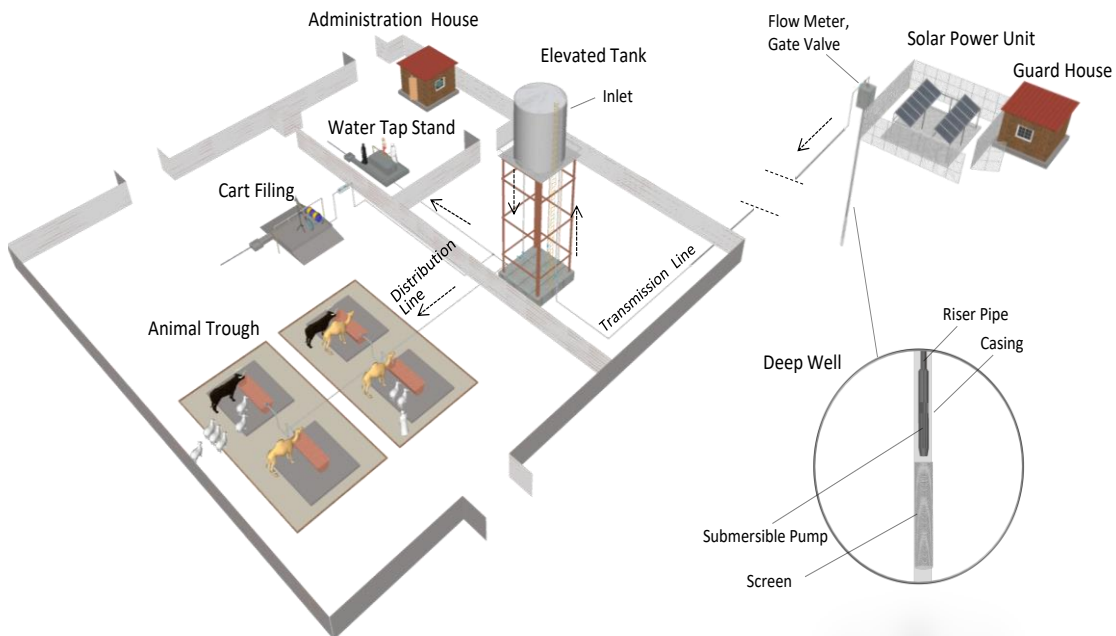 Administration House
Elevated Tank
Inlet
Flow Meter,
Gate Valve
Solar Power Unit
Guard House
Water Tap Stand
Cart Filing
Distribution
Line
Transmission Line
Animal Trough
Deep Well
Riser Pipe
Casing
Submersible Pump
Screen